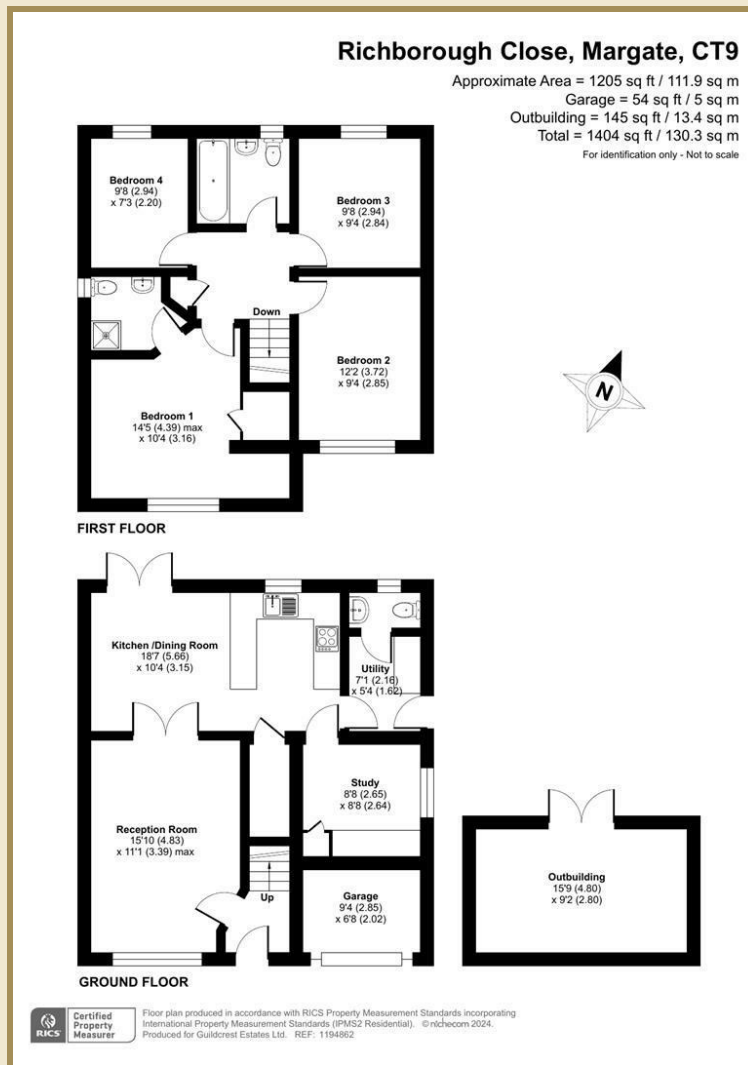 Richborough Close, Margate, CT9
Approximate Area = 1205 sq ft / 111.9 sq m
Garage = 54 sq ft / 5 sq m
Outbuilding = 145 sq ft / 13.4 sq m
Total = 1404 sq ft / 130.3 sq m
For identification only - Not to scale
Bedroom 4
9'8 (2.94)
x 7'3 (2.20)
Bedroom 3
9'8 (2.94)
x 9'4 (2.84)
Down
Bedroom 2
12'2 (3.72)
x 9'4 (2.85)
Bedroom 1
14'5 (4.39) max
x 10'4 (3.16)
N
FIRST FLOOR
Kitchen /Dining Room
18'7 (5.66)
x 10'4 (3.15)
Utility
7'1 (2.16)
x 5'4 (1.62)
Study
8'8 (2.65)
x 8'8 (2.64)
Reception Room
15'10 (4.83)
x 11'1 (3.39) max
Up
Garage
9'4 (2.85)
x 6'8 (2.02)
Outbuilding
15'9 (4.80)
x 9'2 (2.80)
GROUND FLOOR
RICS
Certified
Property
Measurer
Floor plan produced in accordance with RICS Property Measurement Standards incorporating
International Property Measurement Standards (IPMS2 Residential). © nichecom 2024.
Produced for Guildcrest Estates Ltd. REF: 1194862